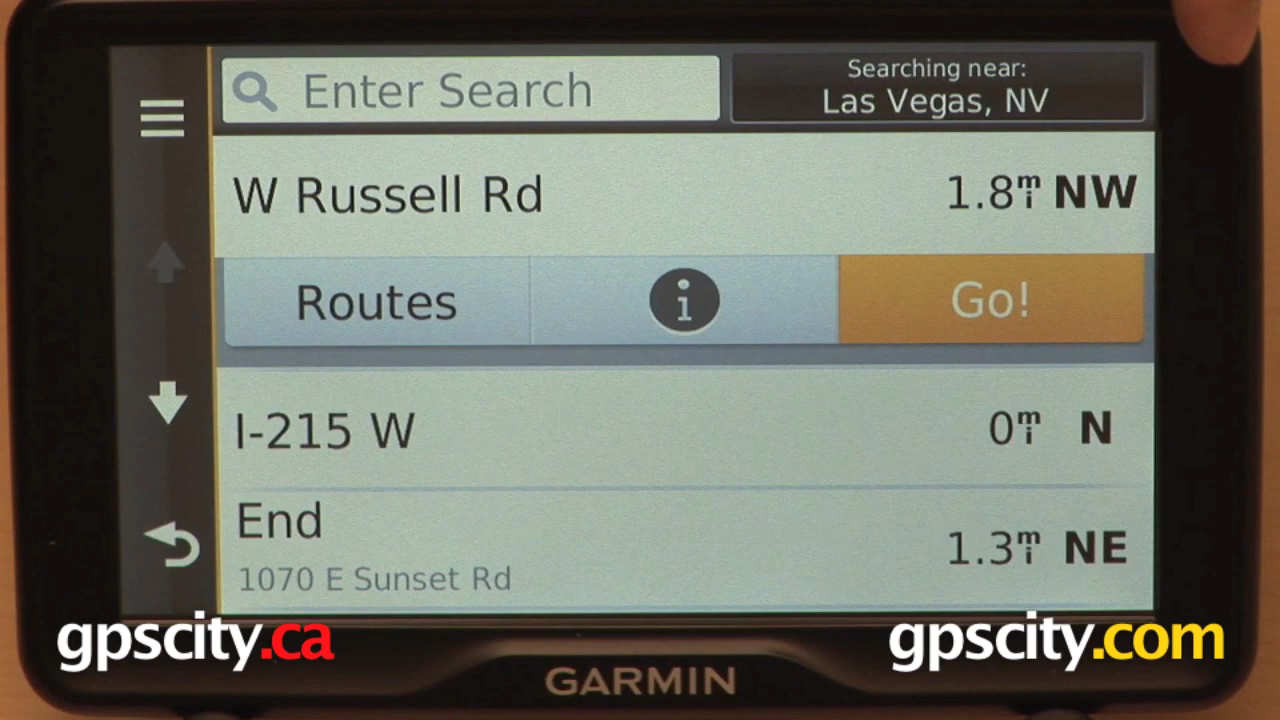 Enter Search
Searching near:
Las Vegas, NV
W Russell Rd 1.8mi NW
Routes i Go!
I-215 W 0mi N
End
1070 E Sunset Rd 1.3mi NE
gpscity.ca gpscity.com
GARMIN